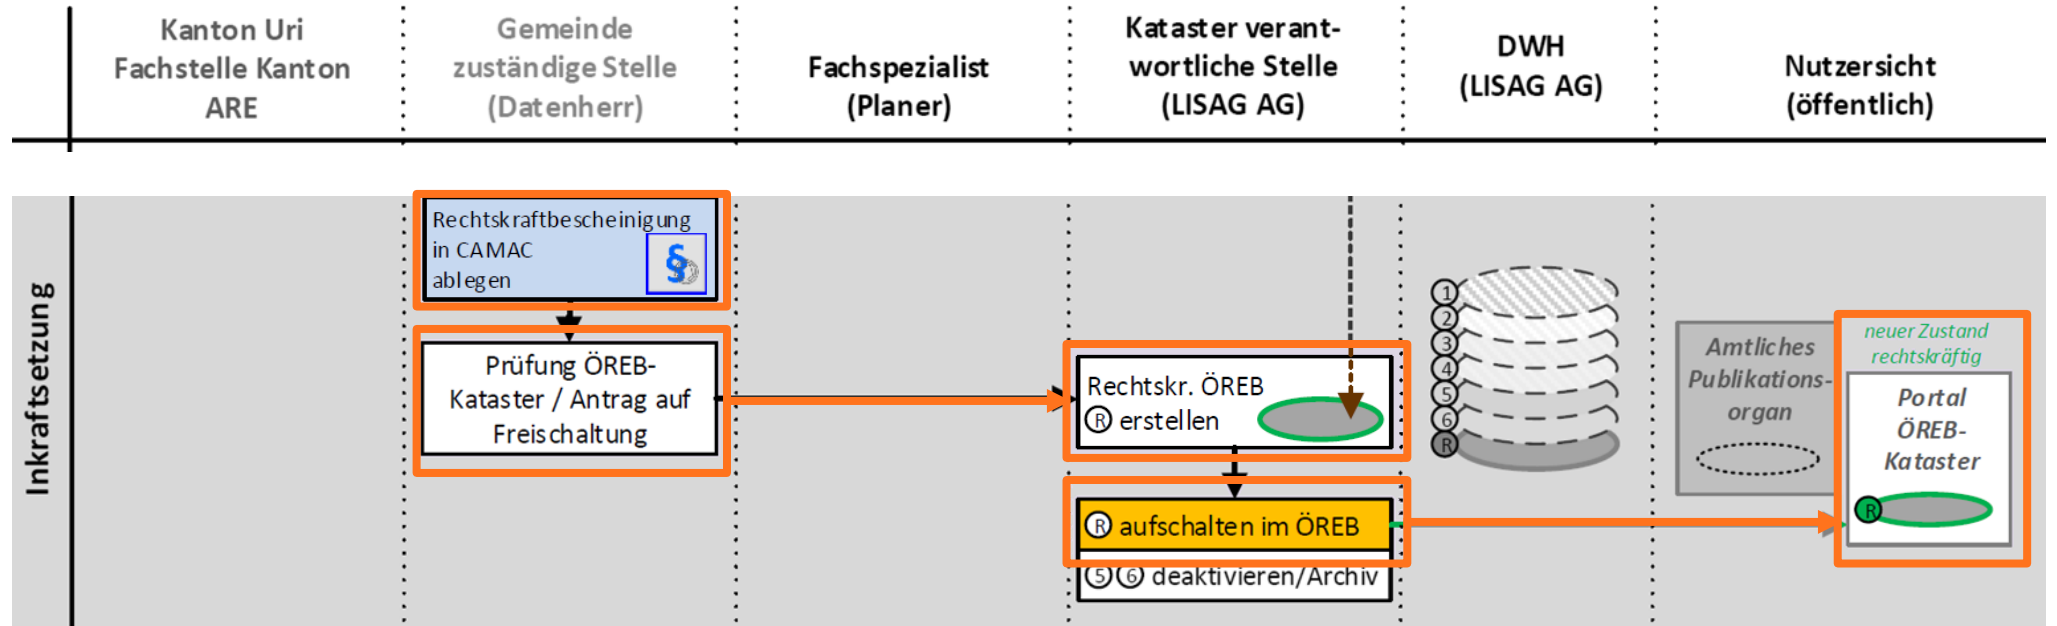 Kanton Uri
Fachstelle Kanton
ARE
Gemeinde
zuständige Stelle
(Datenherr)
Fachspezialist
(Planer)
Kataster verant-
wortliche Stelle
(LISAG AG)
DWH
(LISAG AG)
Nutzersicht
(öffentlich)
Inkraftsetzung
Rechtskraftbescheinigung
in CAMAC
ablegen
§
Prüfung ÖREB-
Kataster / Antrag auf
Freischaltung
Rechtskr. ÖREB
R erstellen
R aufschalten im ÖREB
5 6 deaktivieren/Archiv
1
2
3
4
5
6
R
Amtliches
Publikations-
organ
neuer Zustand
rechtskräftig
Portal
ÖREB-
Kataster
R